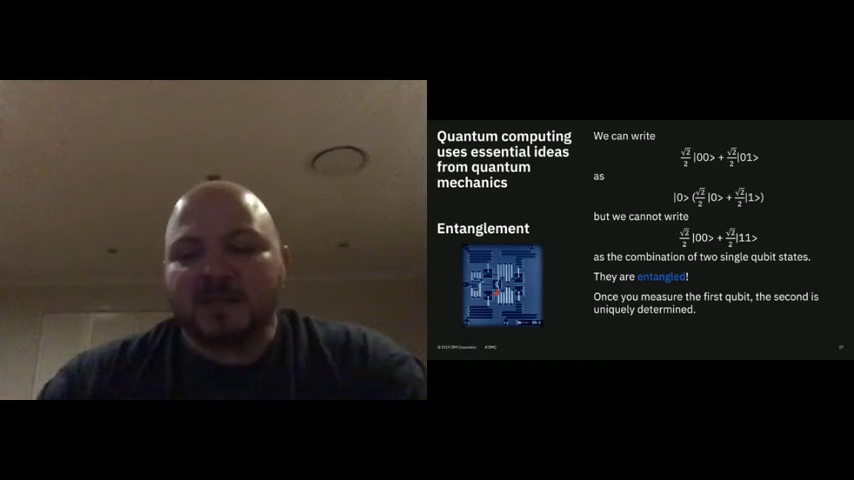 Quantum computing
uses essential ideas
from quantum
mechanics
Entanglement
We can write
√2/2 |00> + √2/2 |01>
as
|0> (√2/2 |0> + √2/2 |1>)
but we cannot write
√2/2 |00> + √2/2 |11>
as the combination of two single qubit states.
They are entangled!
Once you measure the first qubit, the second is
uniquely determined.
IBM Corporation